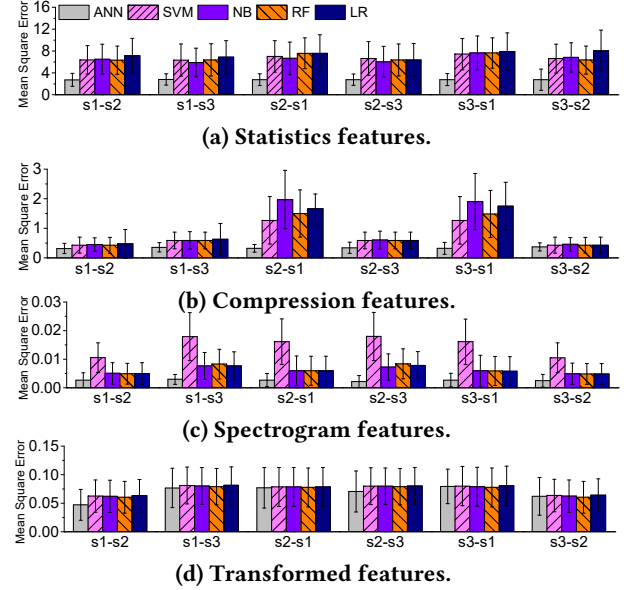 ANN SVM NB RF LR
Mean Square Error
16
12
8
4
0
s1-s2 s1-s3 s2-s1 s2-s3 s3-s1 s3-s2
(a) Statistics features.
Mean Square Error
3
2
1
0
s1-s2 s1-s3 s2-s1 s2-s3 s3-s1 s3-s2
(b) Compression features.
Mean Square Error
0.03
0.02
0.01
0.00
s1-s2 s1-s3 s2-s1 s2-s3 s3-s1 s3-s2
(c) Spectrogram features.
Mean Square Error
0.15
0.10
0.05
0.00
s1-s2 s1-s3 s2-s1 s2-s3 s3-s1 s3-s2
(d) Transformed features.